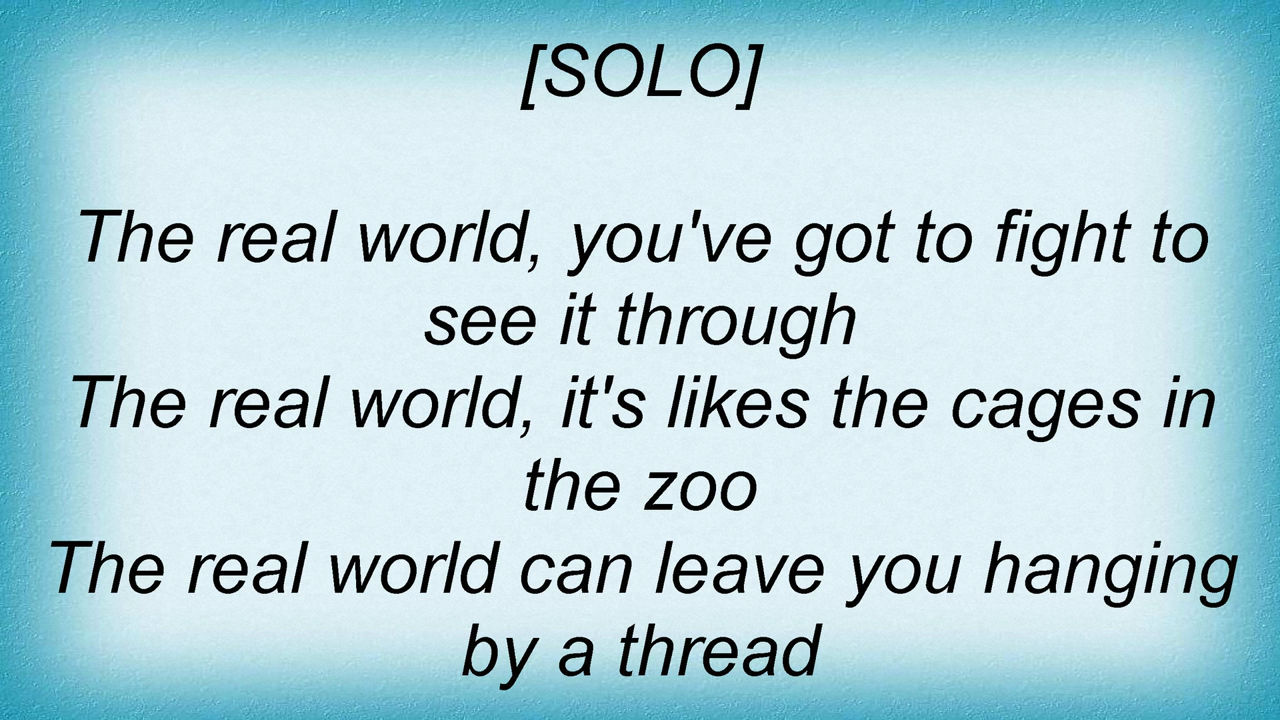 [SOLO]
The real world, you've got to fight to
see it through
The real world, it's likes the cages in
the zoo
The real world can leave you hanging
by a thread